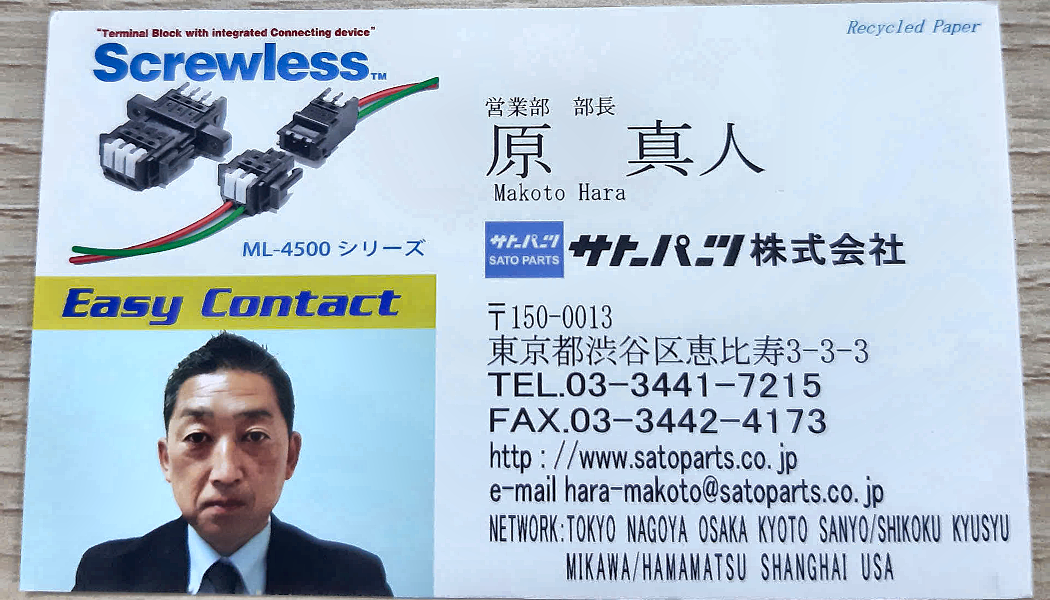 "Terminal Block with integrated Connecting device"
Screwless™
ML-4500 シリーズ
Easy Contact
Recycled Paper
営業部 部長
原 真人
Makoto Hara
サトーパーツ
SATO PARTS
サトーパーツ株式会社
〒150-0013
東京都渋谷区恵比寿3-3-3
TEL.03-3441-7215
FAX.03-3442-4173
http://www.satoparts.co.jp
e-mail hara-makoto@satoparts.co.jp
NETWORK:TOKYO NAGOYA OSAKA KYOTO SANYO/SHIKOKU KYUSYU
MIKAWA/HAMAMATSU SHANGHAI USA